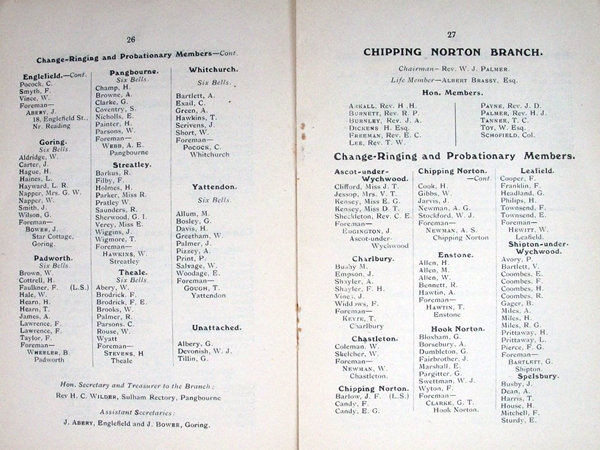 26
Change-Ringing and Probationary Members—Cont.
Englefield.—Cont.
Pocock, C.
Smyth, F.
Vince, W.
Foreman—
Abery, J.
18, Englefield St.,
Nr. Reading
Goring.
Six Bells.
Aldridge, W.
Carter, J.
Hague, H.
Haines, L.
Hayward, L. R.
Napper, Mrs. G. W.
Napper, W.
Smith, J.
Wilson, G.
Foreman—
Bower, J.
Star Cottage,
Goring.
Padworth.
Six Bells.
Brown, W.
Cottrell, H.
Faulkner, F. (L.S.)
Hale, W.
Hearn, H.
Hearn, T.
James, A.
Lawrence, F.
Lawrence, F.
Taylor, F.
Foreman—
Wheeler, B.
Padworth
Pangbourne.
Six Bells.
Champ, H.
Browne, A.
Clarke, G.
Coventry, S.
Nicholls, E.
Painter, H.
Parsons, W.
Foreman—
Webb, A. E.
Pangbourne
Streatley.
Barkus, R.
Pilby, F.
Holmes, H.
Parker, Miss R.
Pratley W.
Saunders, R.
Sherwood, G. I.
Verey, Miss E.
Wiggins, J.
Wigmore, T.
Foreman—
Hawkins, W.
Streatley
Theale.
Six Bells.
Abery, W.
Brodrick, F.
Brodrick, F. E.
Brooks, W.
Palmer, R.
Parsons, C.
Rouse, W.
Wyatt
Foreman—
Stevens, H
Theale
Whitchurch.
Six Bells.
Bartlett, A.
Exail, C.
Green, A.
Hawkins, T.
Scrivens, J.
Short, W.
Foreman—
Pocock, C.
Whitchurch
Yattendon.
Six Bells.
Allum, M.
Bosley, G.
Davis, H.
Greetham, W.
Palmer, J.
Pizzey, A.
Print, P.
Salvage, W.
Woodage, E.
Foreman—
Gough, T.
Yattendon
Unattached.
Albery, G.
Devonish, W. J.
Tillin, G.
Hon. Secretary and Treasurer to the Branch:
Rev H. C. Wilder, Sulham Rectory, Pangbourne
Assistant Secretaries:
J. Abery, Englefield and J. Bower, Goring.
27
CHIPPING NORTON BRANCH.
Chairman—Rev. W. J. Palmer.
Life Member—Albert Brassy, Esq.
Hon. Members.
Askall, Rev. H. H.
Burnett, Rev. R. P.
Burnley, Rev. J. A.
Dickens H. Esq.
Freeman, Rev. E. C.
Lee, Rev. T. W.
Payne, Rev. J. D.
Palmer, Rev. H. J.
Tanner, T. C.
Toy, W. Esq.
Schofield, Col.
Change-Ringing and Probationary Members.
Ascot-under-
Wychwood.
Clifford, Miss J. T.
Jessop, Mrs. V. T.
Kensey, Miss E. G.
Kensey, Miss D. T.
Sheckleton, Rev. C. E.
Foreman—
Edgington, J.
Ascot-under-
Wychwood
Charlbury.
Busby M.
Empson, J.
Shayler, A.
Shayler, F. H.
Vines, J.
Widdows, F.
Foreman—
Keyte, T.
Charlbury
Chastleton.
Coleman, W.
Skelcher, W.
Foreman—
Newman, W.
Chastleton.
Chipping Norton.
Barlow, J. F. (L.S.)
Candy, F.
Candy, E. G.
Chipping Norton.
—Cont.
Cook, H.
Gibbs, W.
Jarvis, J.
Newman, A. G.
Stockford, W. J.
Foreman—
Newman, A. S.
Chipping Norton
Enstone.
Allen, H.
Allen, M.
Allen, W.
Bennett, R.
Hawtin, A.
Foreman—
Hawtin, T.
Enstone
Hook Norton.
Bloxham, G.
Borsebury, A.
Dumbleton, G.
Fairbrother, J.
Marshall, E.
Pargitter, G.
Swettman, W. J.
Wyton, F.
Foreman—
Clarke, G. T.
Hook Norton.
Leafield.
Cooper, F.
Franklin, F.
Headland, G.
Philips, H.
Townsend, F.
Townsend, E.
Foreman—
Hewitt, W.
Leafield.
Shipton-under-
Wychwood.
Avory, P.
Bartlett, V.
Coombes, E.
Coombes, F.
Coombes, H.
Coombes, R.
Gager, B.
Miles, A.
Miles, H.
Miles, R. G.
Prittaway, H.
Prittaway, L.
Pierce, F. G.
Foreman—
Bartlett, G.
Shipton.
Spelsbury.
Busby, J.
Dean, A.
Harris, T.
House, H.
Mitchell, F.
Sturdy, E.